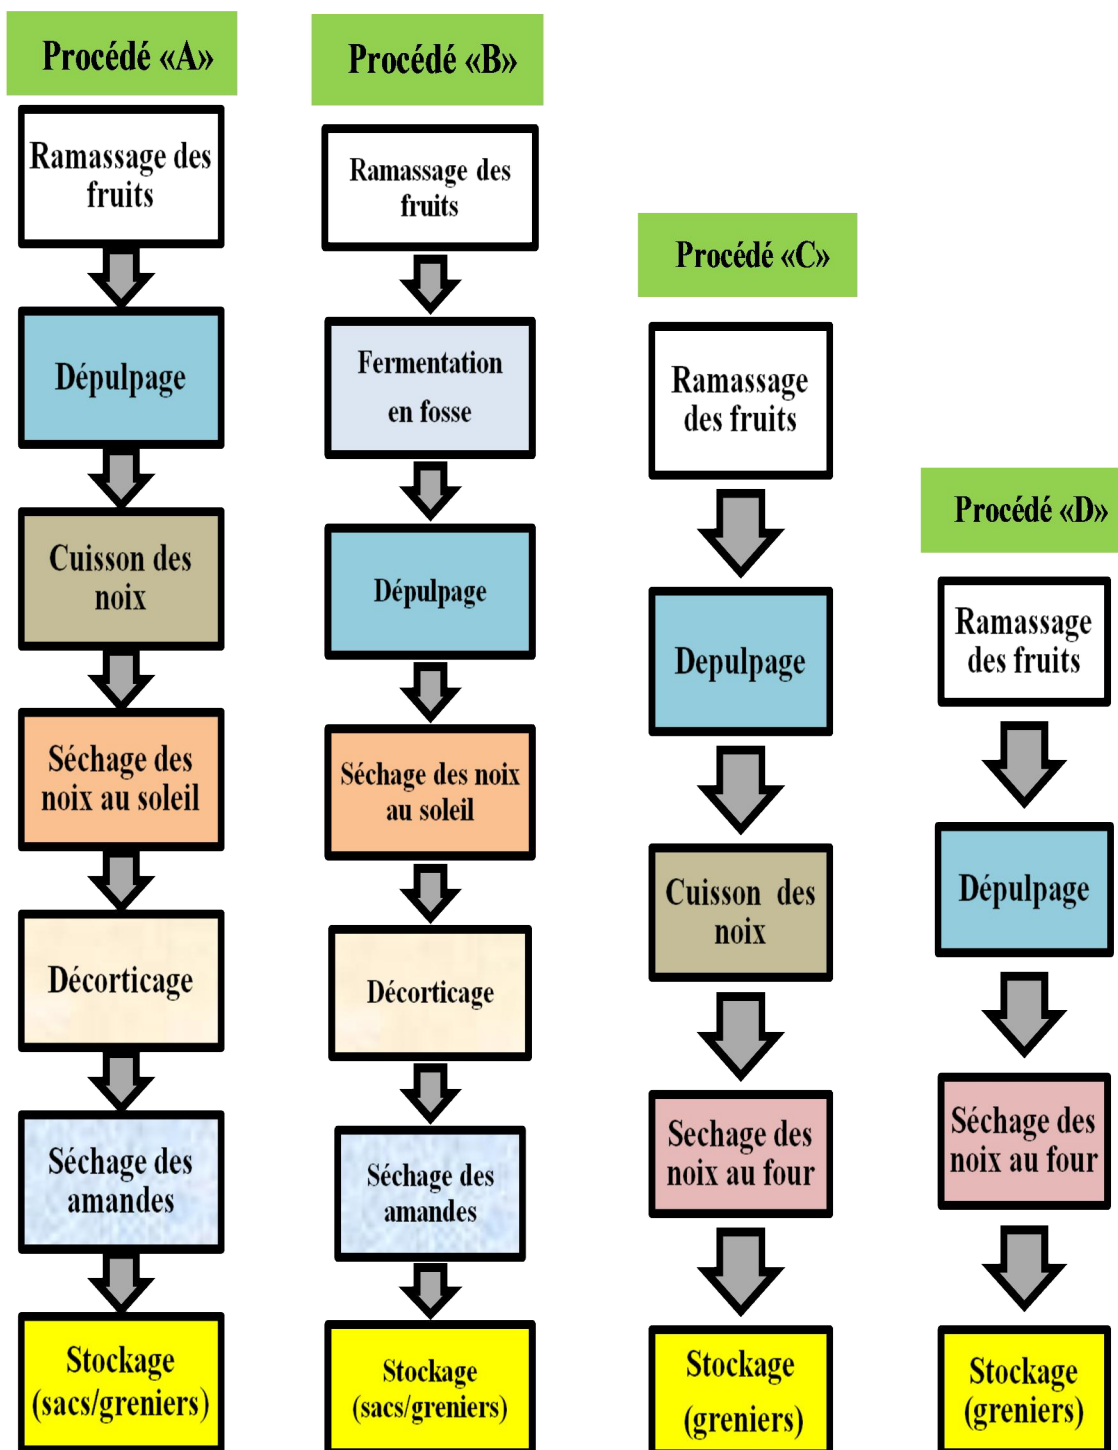 Procédé «A»
Ramassage des
fruits
Dépulpage
Cuisson des
noix
Séchage des
noix au soleil
Décorticage
Séchage des
amandes
Stockage
(sacs/greniers)
Procédé «B»
Ramassage des
fruits
Fermentation
en fosse
Dépulpage
Séchage des noix
au soleil
Décorticage
Séchage des
amandes
Stockage
(sacs/greniers)
Procédé «C»
Ramassage
des fruits
Depulpage
Cuisson des
noix
Sechage des
noix au four
Stockage
(greniers)
Procédé «D»
Ramassage
des fruits
Dépulpage
Séchage des
noix au four
Stockage
(greniers)